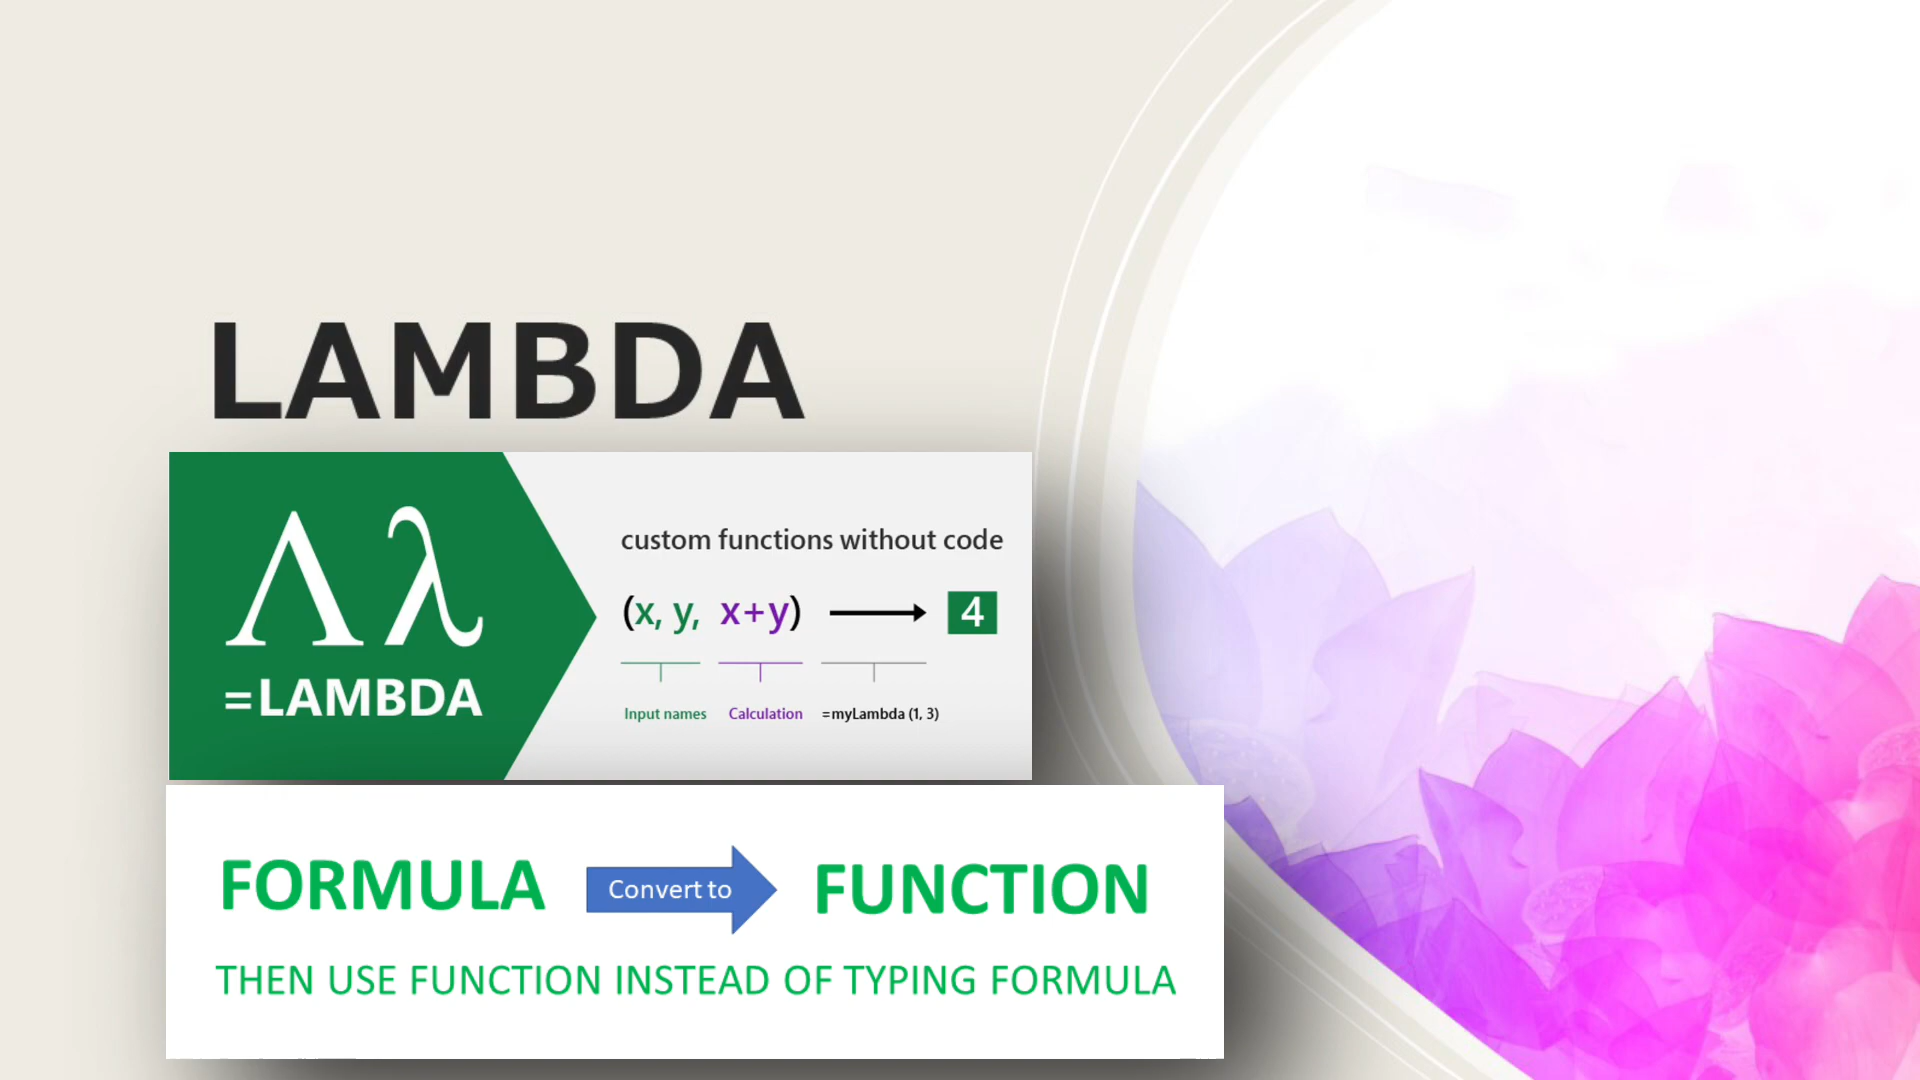 LAMBDA
Λλ
=LAMBDA
custom functions without code
(x, y, x+y) → 4
Input names Calculation =myLambda (1, 3)
FORMULA Convert to FUNCTION
THEN USE FUNCTION INSTEAD OF TYPING FORMULA